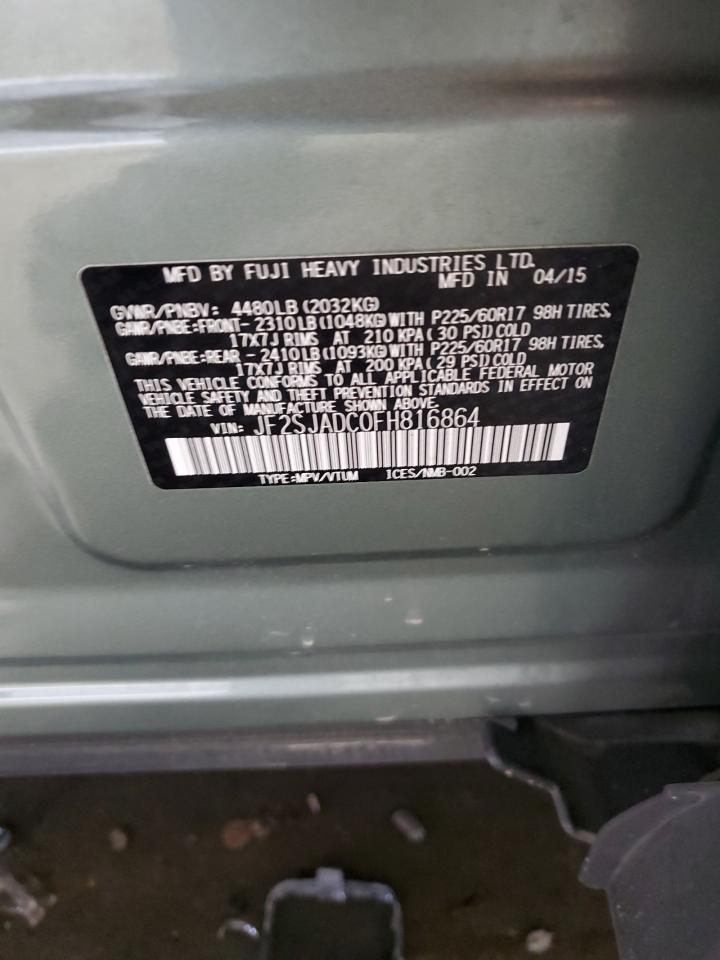 MFD BY FUJI HEAVY INDUSTRIES LTD.
MFD IN 04/15
GVWR/PNBV: 4480LB(2032KG)
GAWR/PNBE:FRONT-2310LB(1048KG)WITH P225/60R17 98H TIRES,
17X7J RIMS AT 210 KPA(30 PSI)COLD
GAWR/PNBE:REAR -2410LB(1093KG)WITH P225/60R17 98H TIRES,
17X7J RIMS AT 200 KPA(29 PSI)COLD
THIS VEHICLE CONFORMS TO ALL APPLICABLE FEDERAL MOTOR
VEHICLE SAFETY AND THEFT PREVENTION STANDARDS IN EFFECT ON
THE DATE OF MANUFACTURE SHOWN ABOVE.
VIN: JF2SJADC0FH816864
TYPE:MPV/VTUM ICES/NMB-002